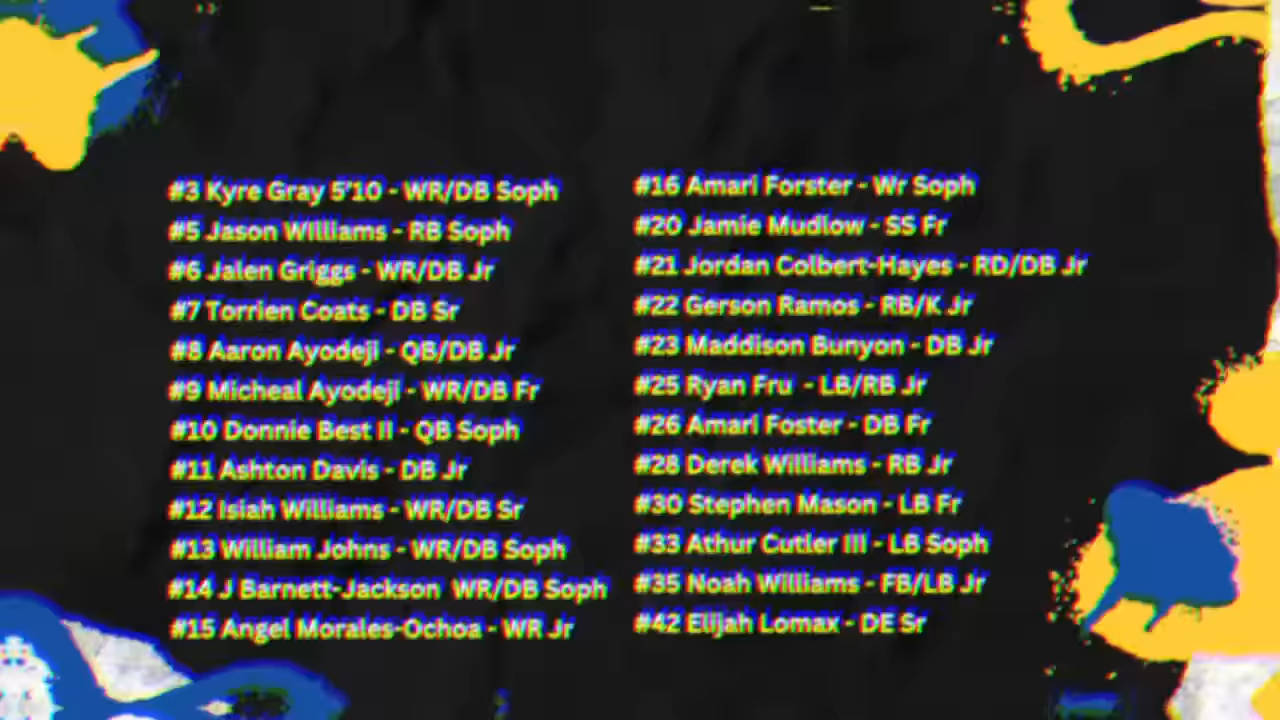 #3 Kyre Gray 5'10 - WR/DB Soph
#5 Jason Williams - RB Soph
#6 Jalen Griggs - WR/DB Jr
#7 Torrien Coats - DB Sr
#8 Aaron Ayodeji - QB/DB Jr
#9 Micheal Ayodeji - WR/DB Fr
#10 Donnie Best II - QB Soph
#11 Ashton Davis - DB Jr
#12 Isiah Williams - WR/DB Sr
#13 William Johns - WR/DB Soph
#14 J Barnett-Jackson WR/DB Soph
#15 Angel Morales-Ochoa - WR Jr
#16 Amari Forster - Wr Soph
#20 Jamie Mudlow - SS Fr
#21 Jordan Colbert-Hayes - RD/DB Jr
#22 Gerson Ramos - RB/K Jr
#23 Maddison Bunyon - DB Jr
#25 Ryan Fru - LB/RB Jr
#26 Amari Foster - DB Fr
#28 Derek Williams - RB Jr
#30 Stephen Mason - LB Fr
#33 Athur Cutler III - LB Soph
#35 Noah Williams - FB/LB Jr
#42 Elijah Lomax - DE Sr